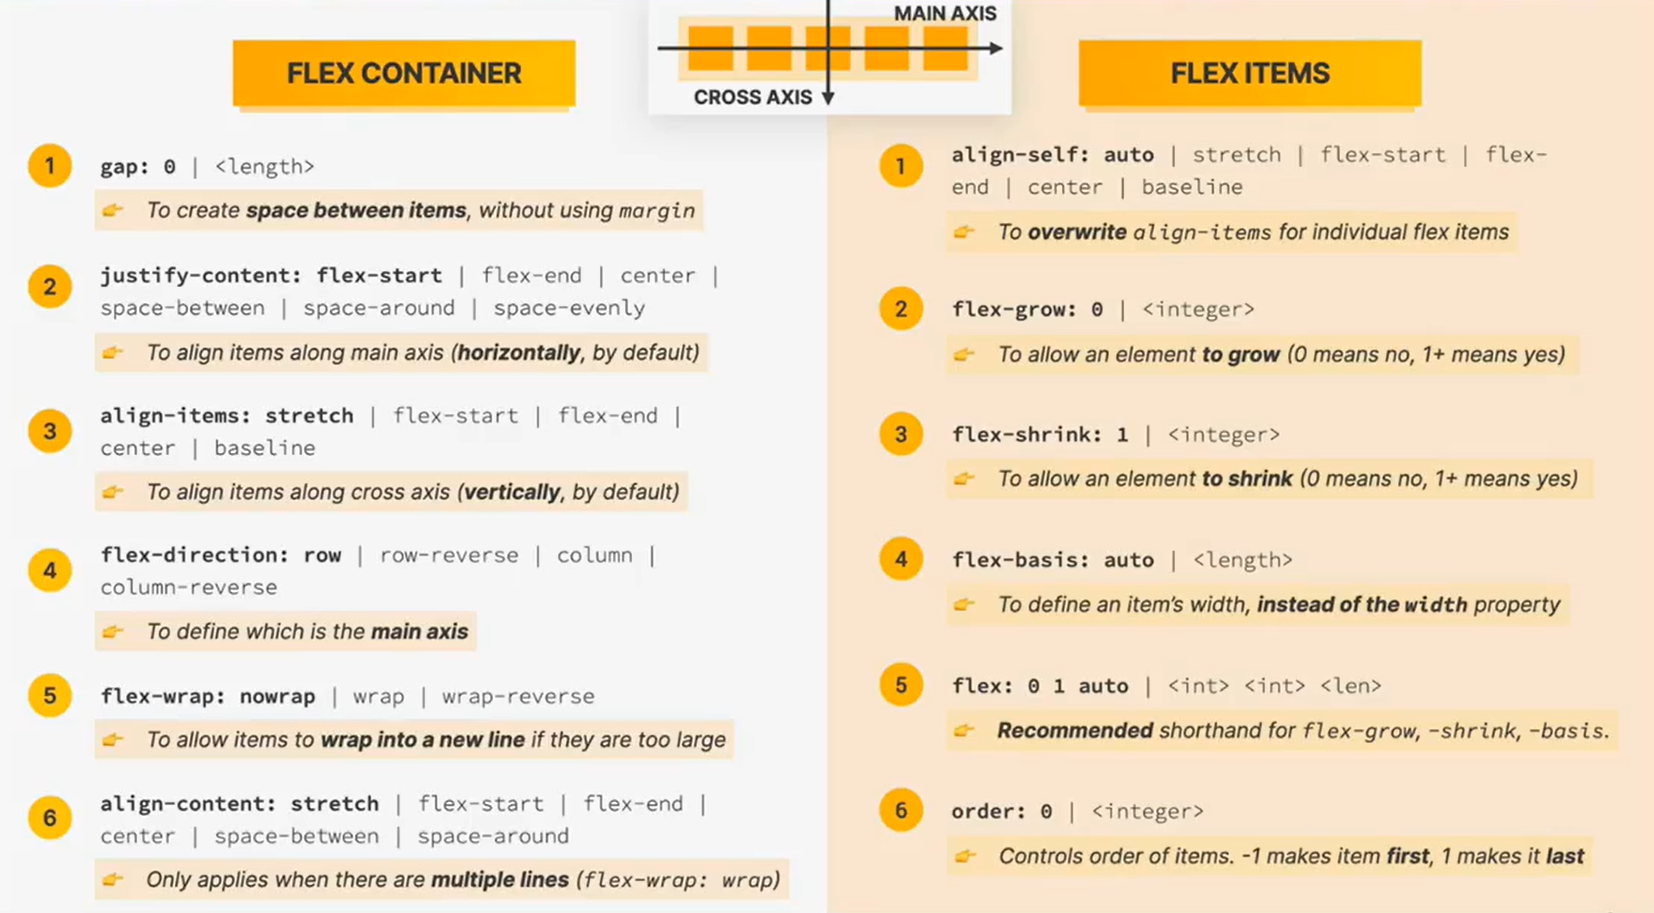 MAIN AXIS
CROSS AXIS
FLEX CONTAINER
1
gap: 0 | <length>
👉 To create space between items, without using margin
2
justify-content: flex-start | flex-end | center |
space-between | space-around | space-evenly
👉 To align items along main axis (horizontally, by default)
3
align-items: stretch | flex-start | flex-end |
center | baseline
👉 To align items along cross axis (vertically, by default)
4
flex-direction: row | row-reverse | column |
column-reverse
👉 To define which is the main axis
5
flex-wrap: nowrap | wrap | wrap-reverse
👉 To allow items to wrap into a new line if they are too large
6
align-content: stretch | flex-start | flex-end |
center | space-between | space-around
👉 Only applies when there are multiple lines (flex-wrap: wrap)
FLEX ITEMS
1
align-self: auto | stretch | flex-start | flex-
end | center | baseline
👉 To overwrite align-items for individual flex items
2
flex-grow: 0 | <integer>
👉 To allow an element to grow (0 means no, 1+ means yes)
3
flex-shrink: 1 | <integer>
👉 To allow an element to shrink (0 means no, 1+ means yes)
4
flex-basis: auto | <length>
👉 To define an item’s width, instead of the width property
5
flex: 0 1 auto | <int> <int> <len>
👉 Recommended shorthand for flex-grow, -shrink, -basis.
6
order: 0 | <integer>
👉 Controls order of items. -1 makes item first, 1 makes it last